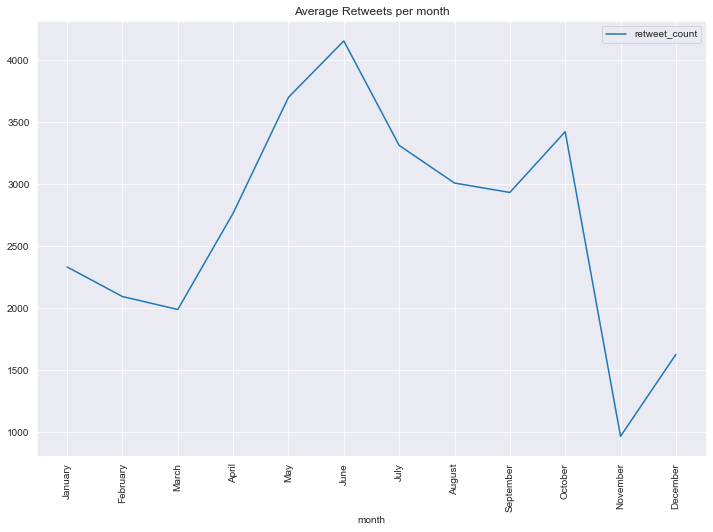 Average Retweets per month
retweet_count
4000
3500
3000
2500
2000
1500
1000
January
February
March
April
May
June
July
August
September
October
November
December
month